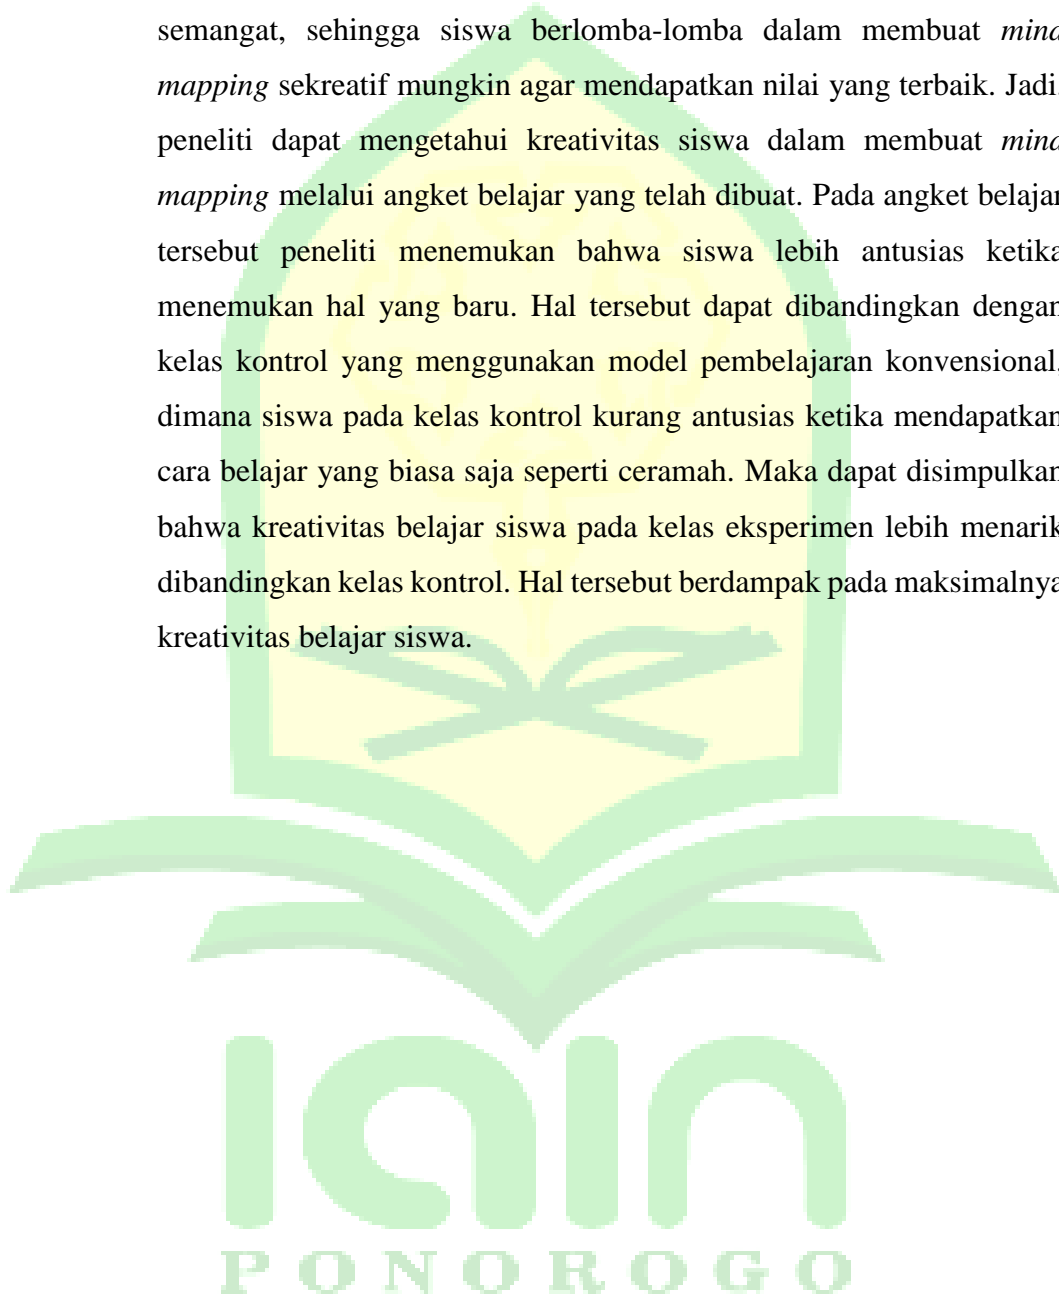 semangat, sehingga siswa berlomba-lomba dalam membuat mind
mapping sekreatif mungkin agar mendapatkan nilai yang terbaik. Jadi,
peneliti dapat mengetahui kreativitas siswa dalam membuat mind
mapping melalui angket belajar yang telah dibuat. Pada angket belajar
tersebut peneliti menemukan bahwa siswa lebih antusias ketika
menemukan hal yang baru. Hal tersebut dapat dibandingkan dengan
kelas kontrol yang menggunakan model pembelajaran konvensional,
dimana siswa pada kelas kontrol kurang antusias ketika mendapatkan
cara belajar yang biasa saja seperti ceramah. Maka dapat disimpulkan
bahwa kreativitas belajar siswa pada kelas eksperimen lebih menarik
dibandingkan kelas kontrol. Hal tersebut berdampak pada maksimalnya
kreativitas belajar siswa.
iain
PONOROGO